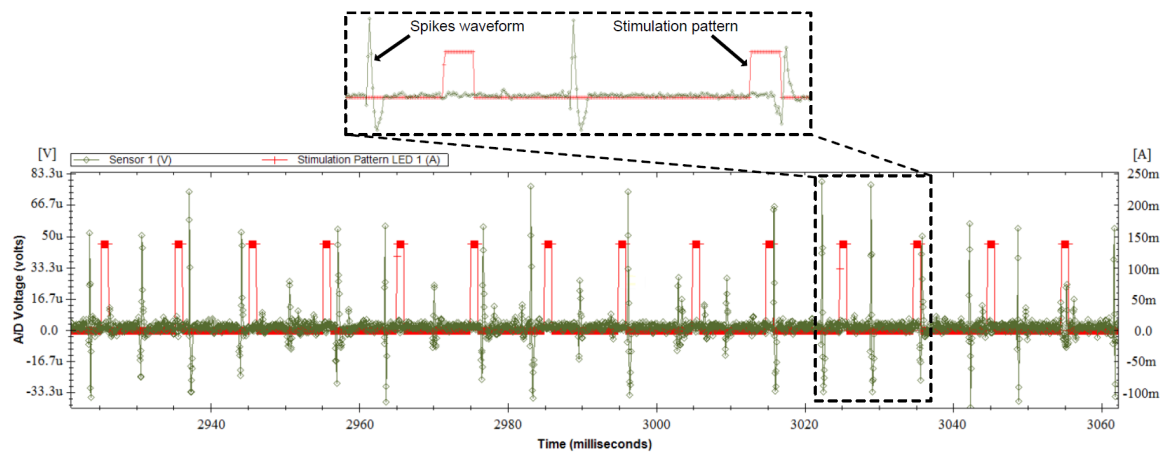 Spikes waveform
Stimulation pattern
[V]
Sensor 1 (V)
Stimulation Pattern LED 1 (A)
[A]
83.3u
66.7u
50u
33.3u
16.7u
0.0
-16.7u
-33.3u
A/D Voltage (volts)
250m
200m
150m
100m
50m
0.0
-50m
-100m
2940
2960
2980
3000
3020
3040
3060
Time (milliseconds)